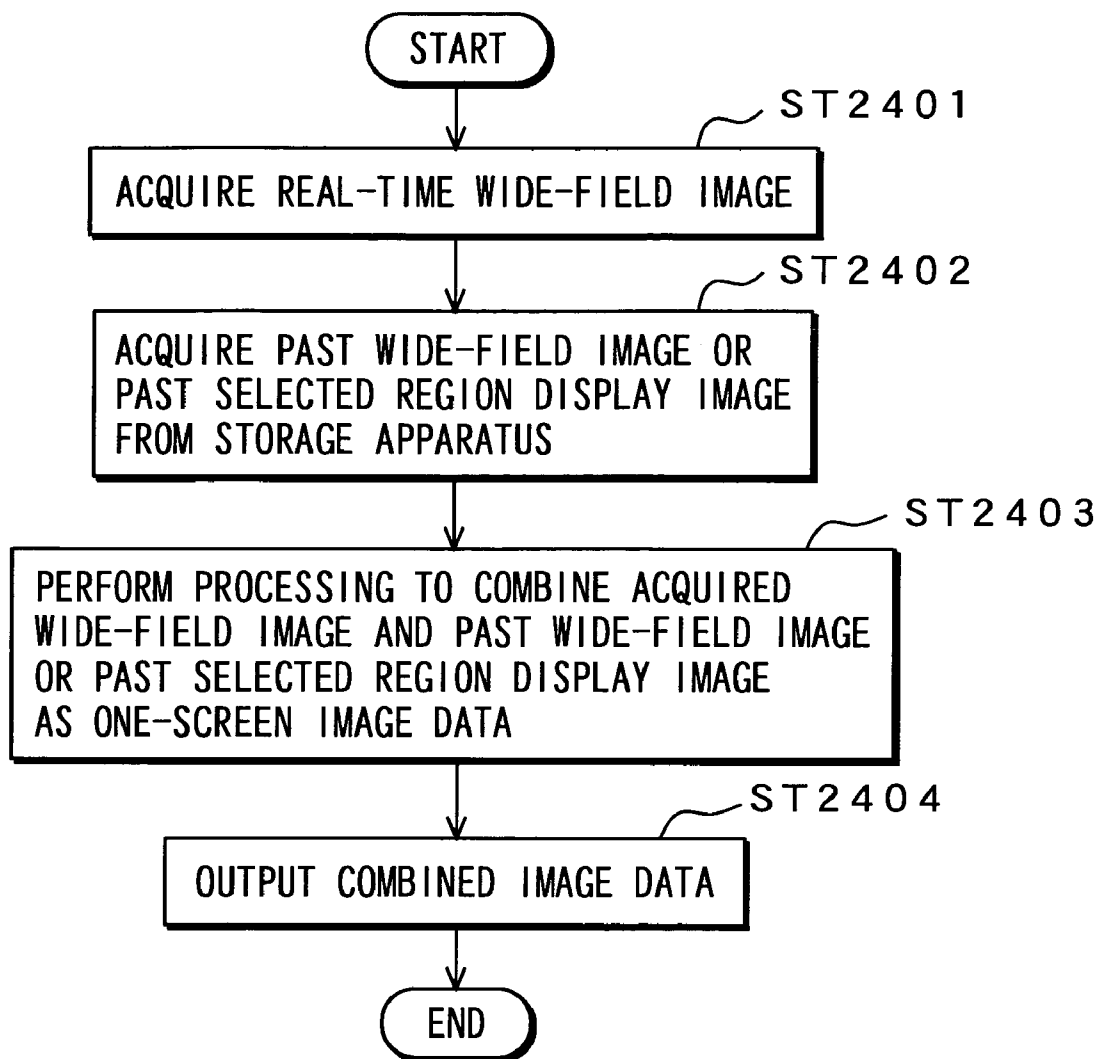 START
ST2401
ACQUIRE REAL-TIME WIDE-FIELD IMAGE
ST2402
ACQUIRE PAST WIDE-FIELD IMAGE OR
PAST SELECTED REGION DISPLAY IMAGE
FROM STORAGE APPARATUS
ST2403
PERFORM PROCESSING TO COMBINE ACQUIRED
WIDE-FIELD IMAGE AND PAST WIDE-FIELD IMAGE
OR PAST SELECTED REGION DISPLAY IMAGE
AS ONE-SCREEN IMAGE DATA
ST2404
OUTPUT COMBINED IMAGE DATA
END